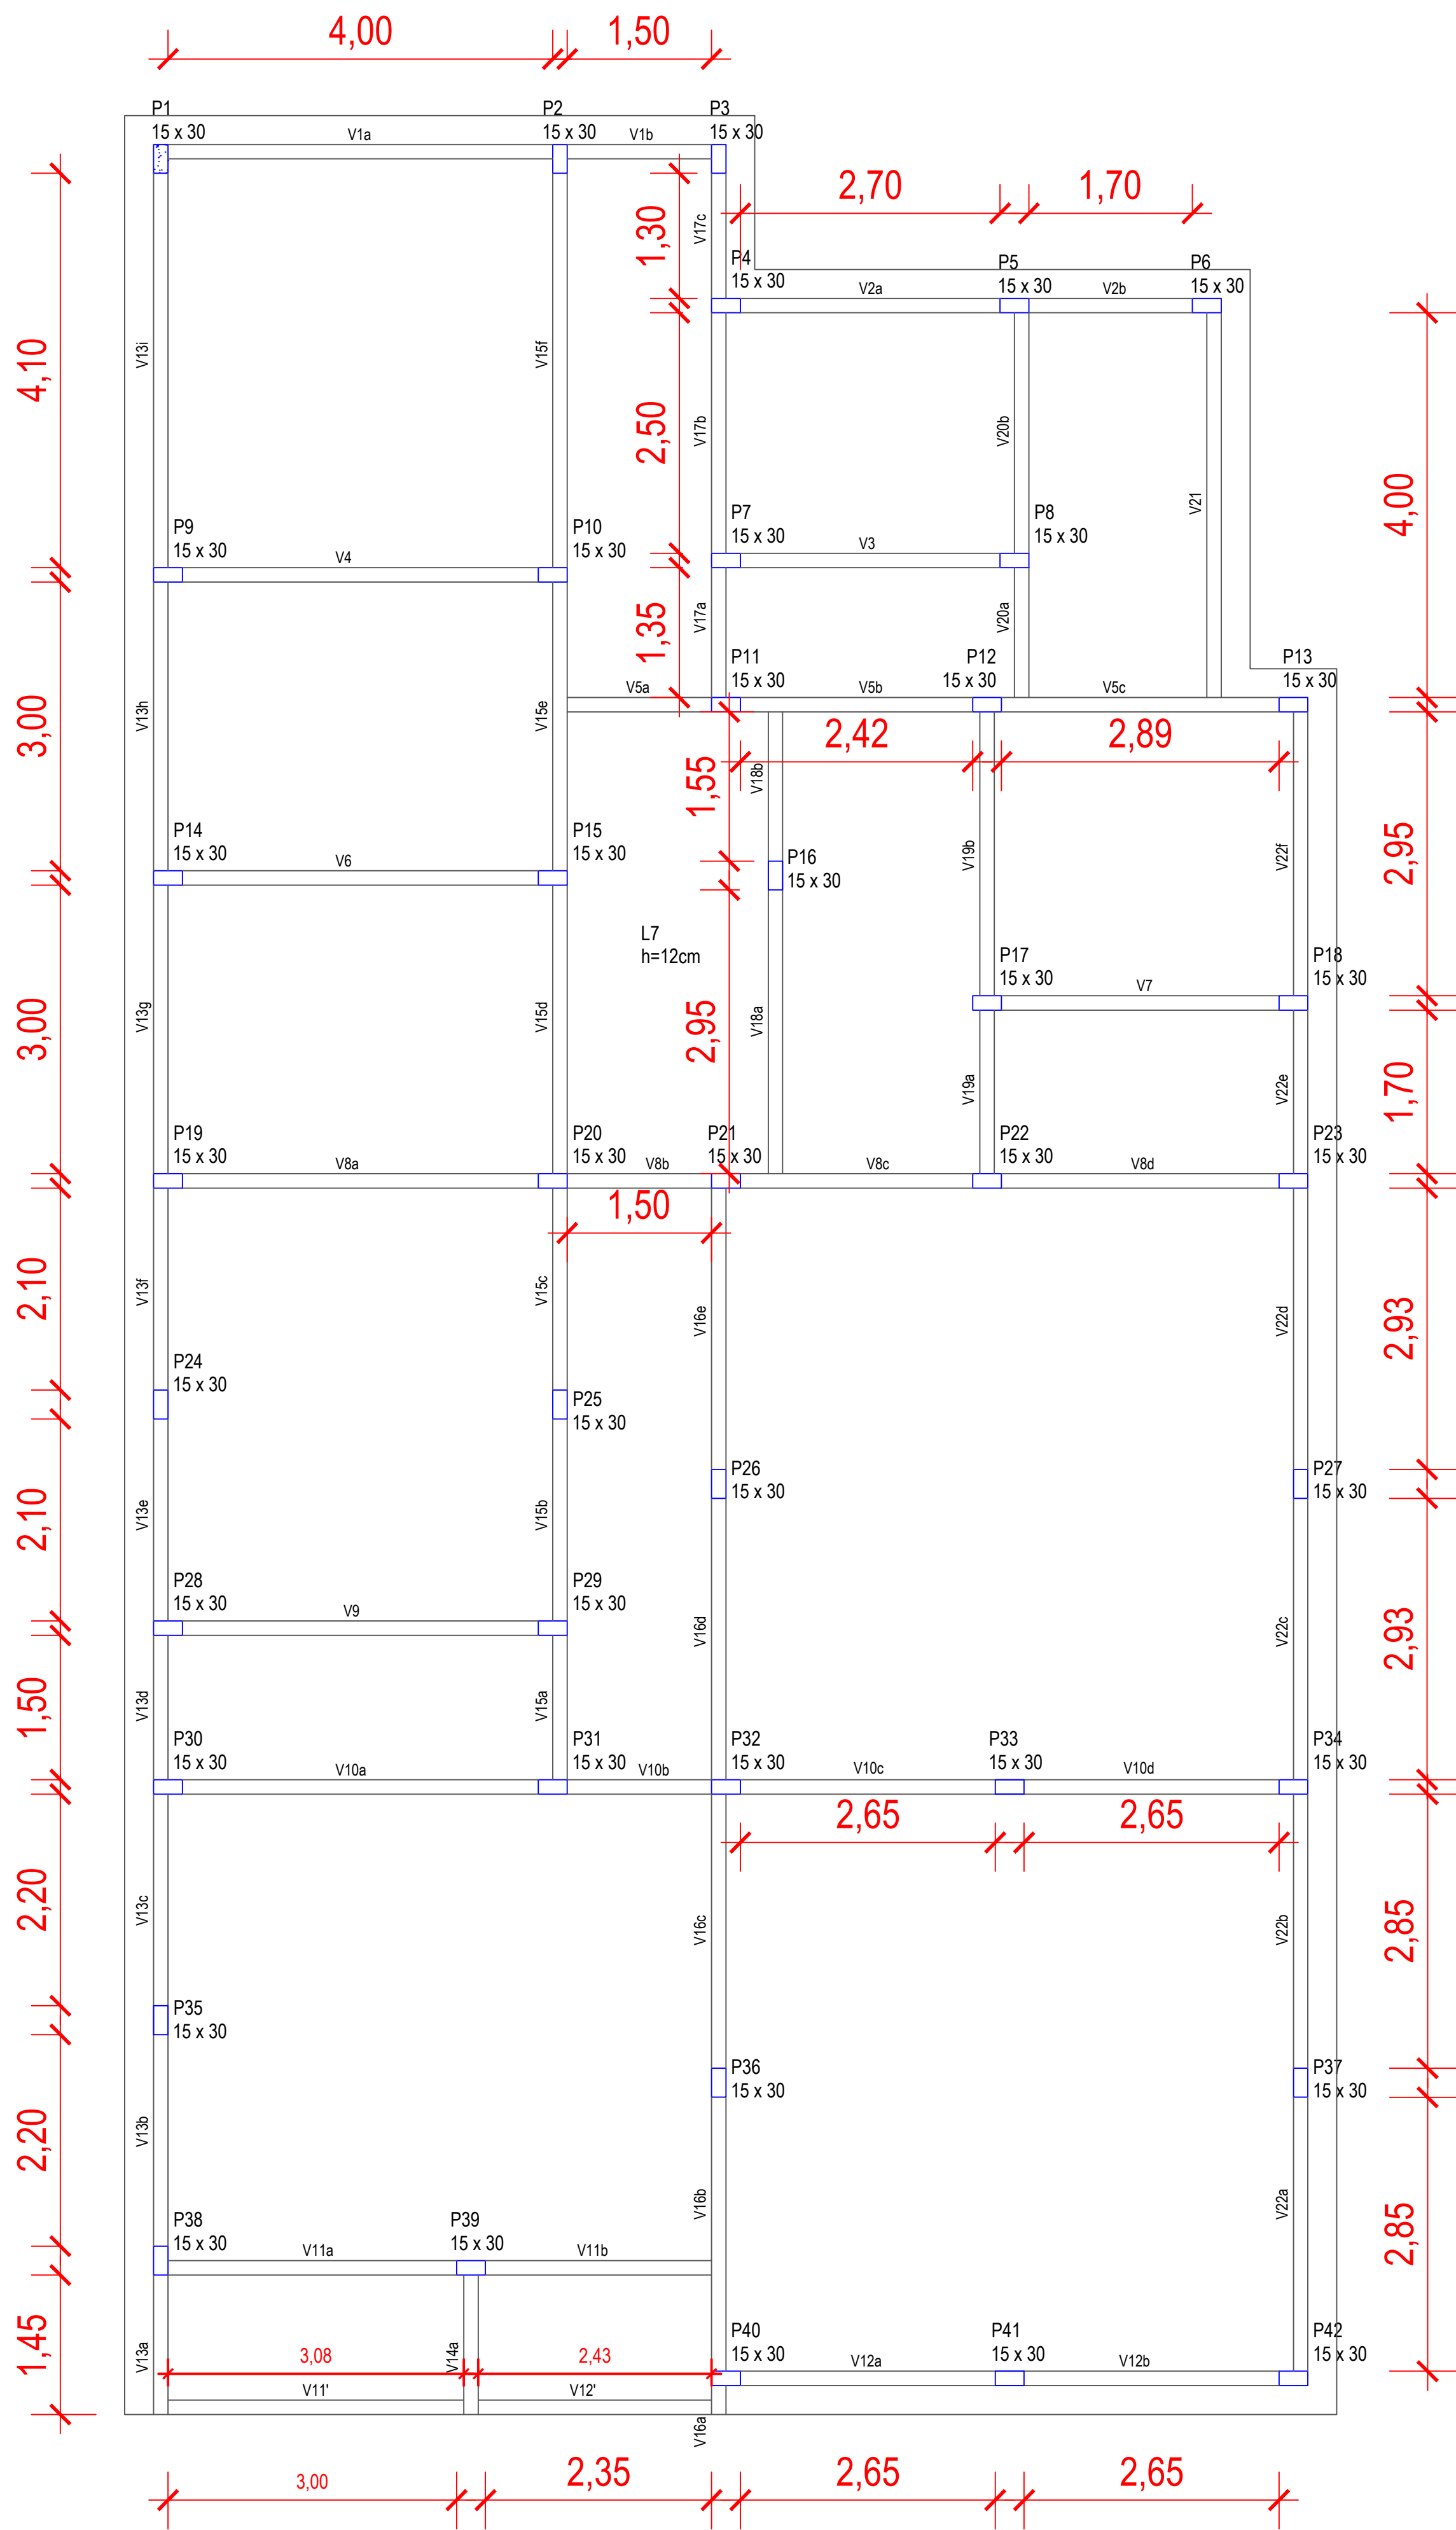 4,00
1,50
P1
15 x 30
V1a
P2
15 x 30
V1b
P3
15 x 30
2,70
1,70
1,30
V17c
P4
15 x 30
V2a
P5
15 x 30
V2b
P6
15 x 30
4,10
V13i
V15f
2,50
V17b
V20b
V21
4,00
P9
15 x 30
V4
P10
15 x 30
P7
15 x 30
V3
P8
15 x 30
1,35
V17a
V20a
3,00
V13h
V15e
V5a
P11
15 x 30
V5b
P12
15 x 30
V5c
P13
15 x 30
2,42
2,89
1,55
V18b
P14
15 x 30
V6
P15
15 x 30
P16
15 x 30
V19b
V22f
2,95
L7
h=12cm
3,00
V13g
V15d
2,95
V18a
P17
15 x 30
V7
P18
15 x 30
V19a
V22e
1,70
P19
15 x 30
V8a
P20
15 x 30
V8b
P21
15 x 30
V8c
P22
15 x 30
V8d
P23
15 x 30
1,50
2,10
V13f
V15c
V16e
V22d
2,93
P24
15 x 30
P25
15 x 30
P26
15 x 30
P27
15 x 30
2,10
V13e
V15b
P28
15 x 30
V9
P29
15 x 30
V16d
V22c
2,93
1,50
V13d
V15a
P30
15 x 30
V10a
P31
15 x 30
V10b
P32
15 x 30
V10c
P33
15 x 30
V10d
P34
15 x 30
2,65
2,65
2,20
V13c
V16c
V22b
2,85
P35
15 x 30
P36
15 x 30
P37
15 x 30
2,20
V13b
V16b
V22a
2,85
P38
15 x 30
V11a
P39
15 x 30
V11b
1,45
V13a
3,08
V14a
2,43
P40
15 x 30
V12a
P41
15 x 30
V12b
P42
15 x 30
V11'
V12'
V16a
3,00
2,35
2,65
2,65